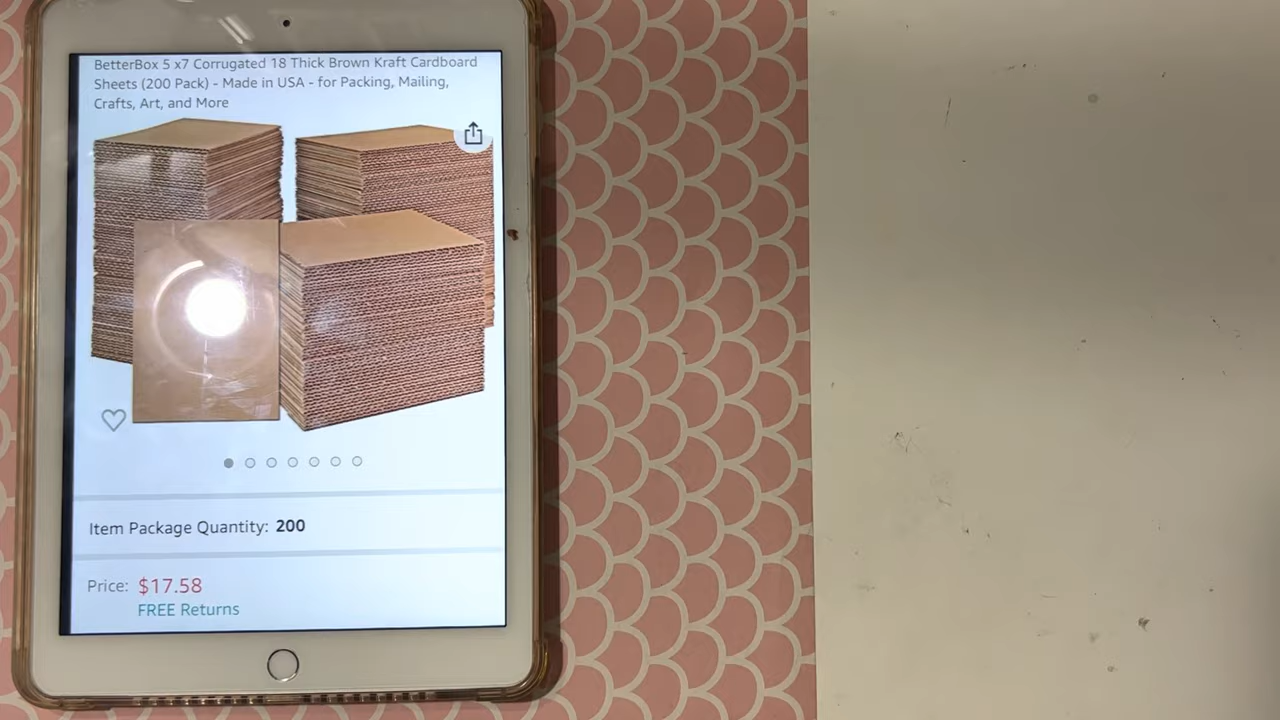 BetterBox 5 x7 Corrugated 18 Thick Brown Kraft Cardboard
Sheets (200 Pack) - Made in USA - for Packing, Mailing,
Crafts, Art, and More
Item Package Quantity: 200
Price: $17.58
FREE Returns